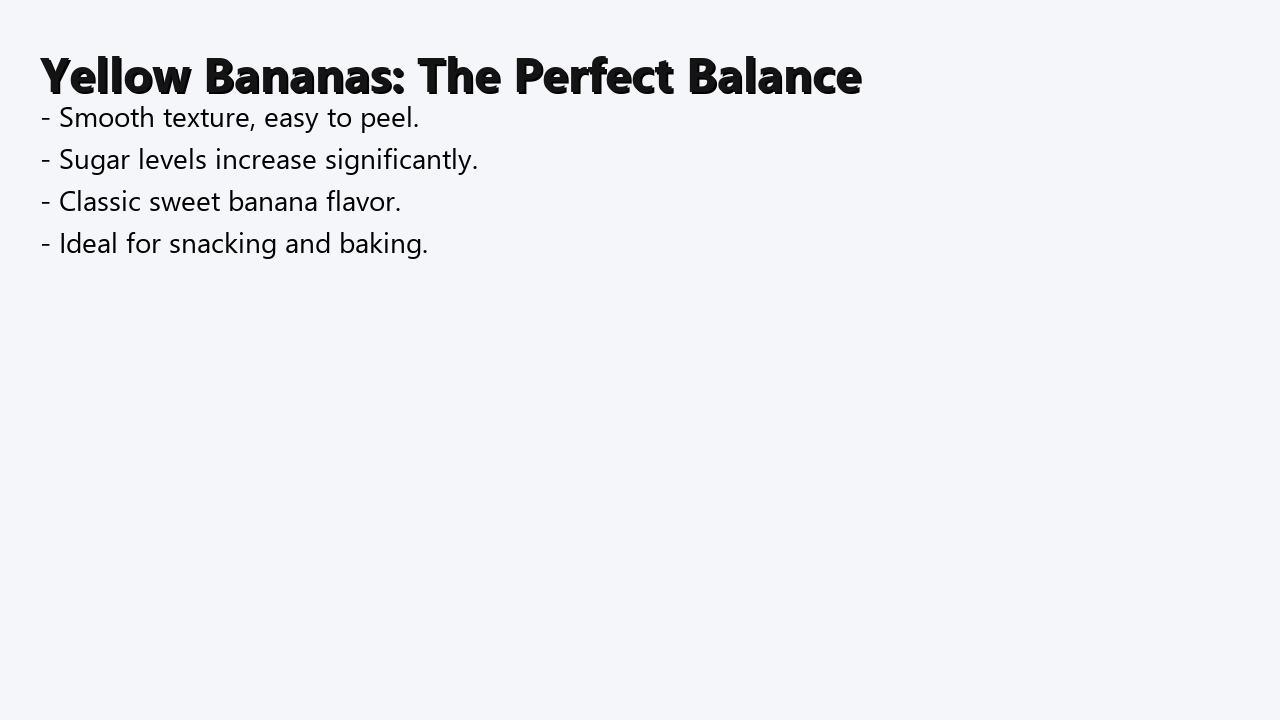 Yellow Bananas: The Perfect Balance
- Smooth texture, easy to peel.
- Sugar levels increase significantly.
- Classic sweet banana flavor.
- Ideal for snacking and baking.